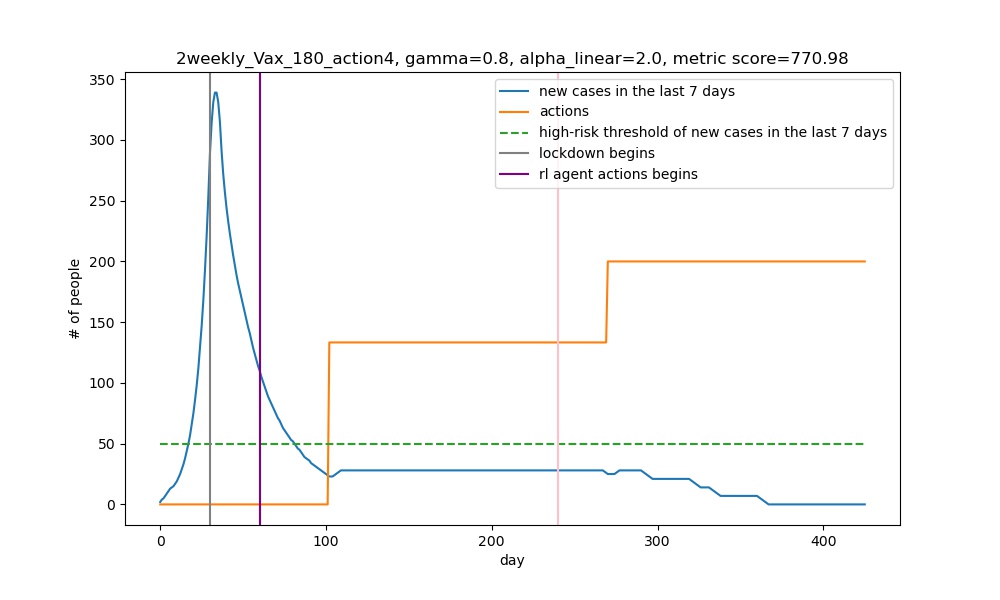 2weekly_Vax_180_action4, gamma=0.8, alpha_linear=2.0, metric score=770.98
new cases in the last 7 days
actions
high-risk threshold of new cases in the last 7 days
lockdown begins
rl agent actions begins
# of people
350
300
250
200
150
100
50
0
0 100 200 300 400
day